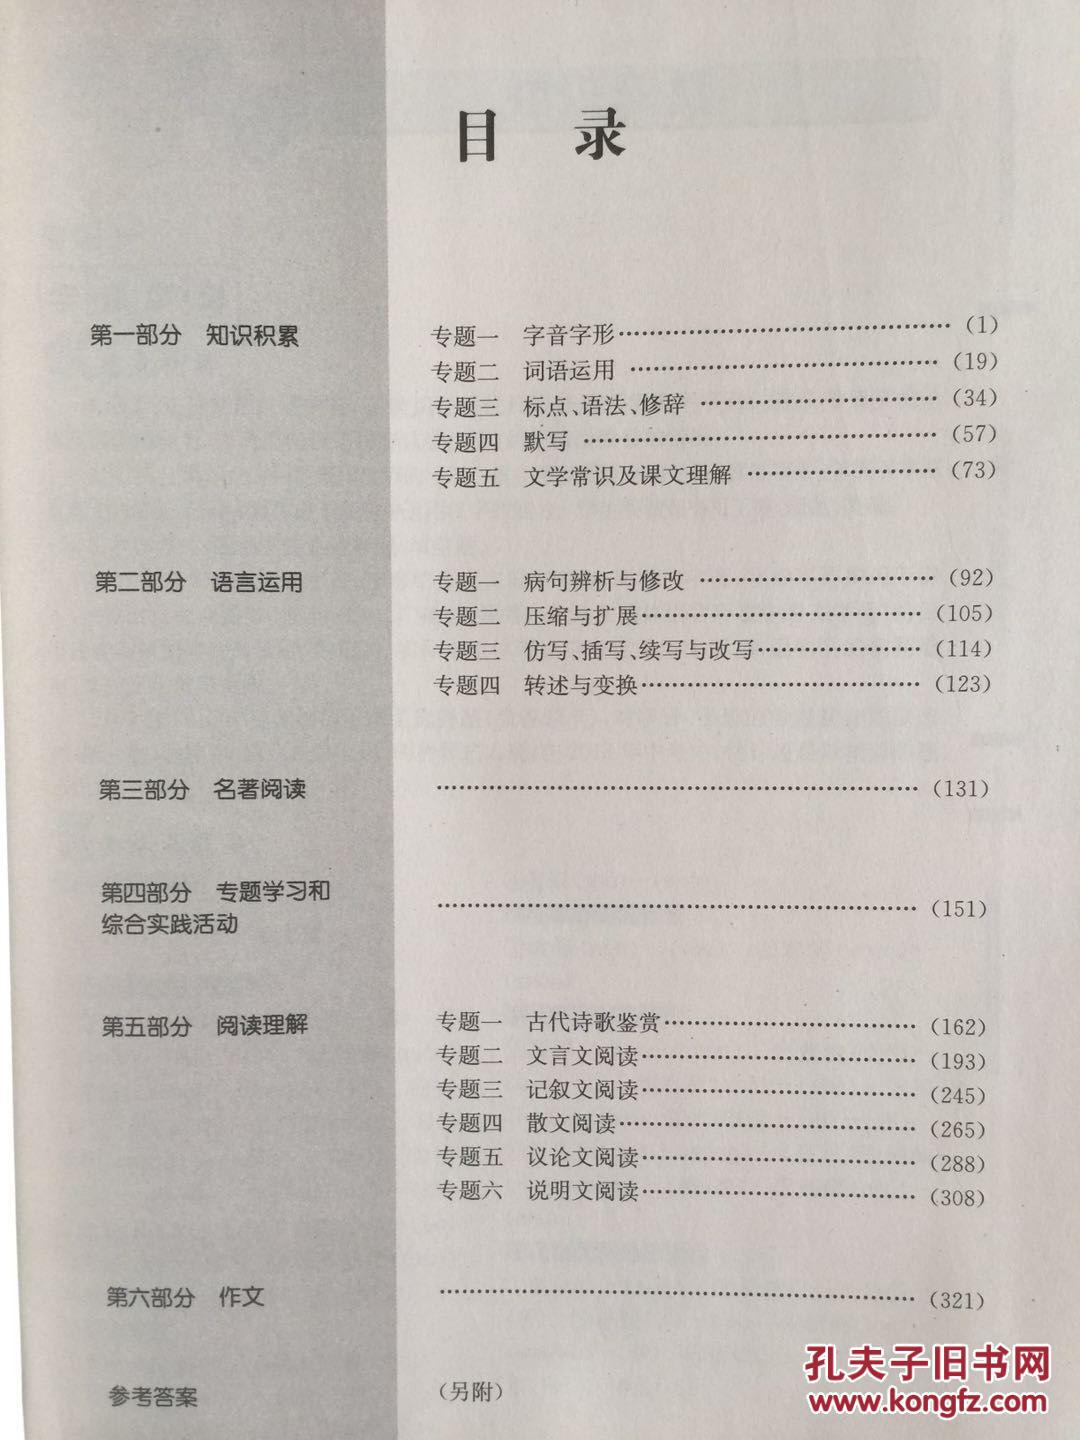 目 录
第一部分 知识积累
专题一 字音字形……………………………………(1)
专题二 词语运用……………………………………(19)
专题三 标点、语法、修辞……………………………(34)
专题四 默写…………………………………………(57)
专题五 文学常识及课文理解………………………(73)
第二部分 语言运用
专题一 病句辨析与修改……………………………(92)
专题二 压缩与扩展…………………………………(105)
专题三 仿写、插写、续写与改写……………………(114)
专题四 转述与变换…………………………………(123)
第三部分 名著阅读……………………………………(131)
第四部分 专题学习和
综合实践活动…………………………………………(151)
第五部分 阅读理解
专题一 古代诗歌鉴赏………………………………(162)
专题二 文言文阅读…………………………………(193)
专题三 记叙文阅读…………………………………(245)
专题四 散文阅读……………………………………(265)
专题五 议论文阅读…………………………………(288)
专题六 说明文阅读…………………………………(308)
第六部分 作文…………………………………………(321)
参考答案 (另附)
孔夫子旧书网
www.kongfz.com